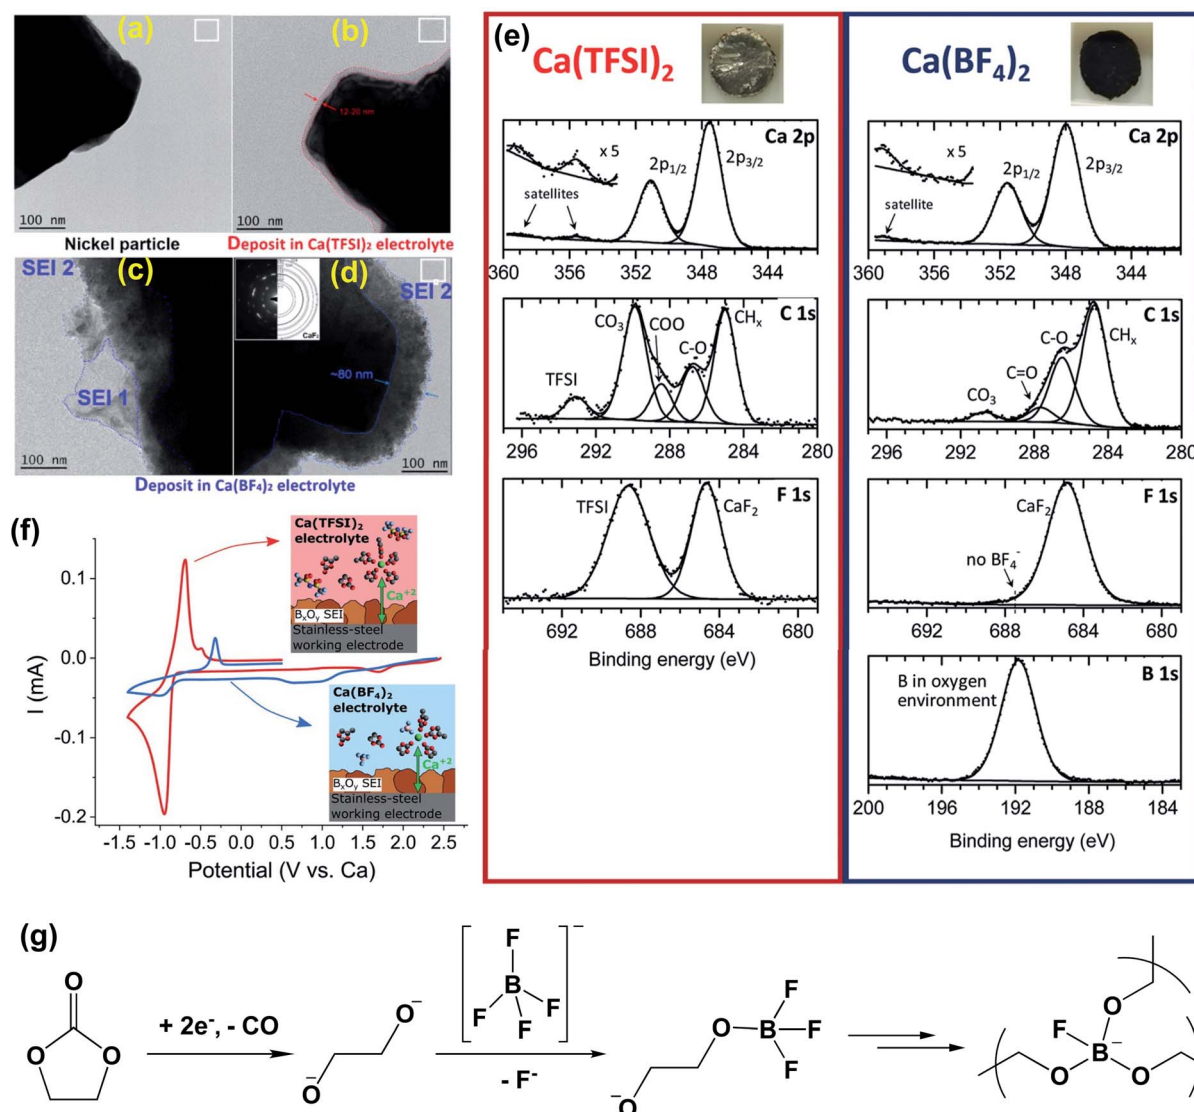 (a)
100 nm
Nickel particle
(b)
12-20 nm
100 nm
Deposit in Ca(TFSI)₂ electrolyte
SEI 2
(c)
SEI 1
100 nm
(d)
SEI 2
CaF₂
~80 nm
100 nm
Deposit in Ca(BF₄)₂ electrolyte
(e)
Ca(TFSI)₂
Ca 2p
x 5
2p₁/₂
2p₃/₂
satellites
360 356 352 348 344
C 1s
CO₃
COO
C-O
CHₓ
TFSI
296 292 288 284 280
F 1s
TFSI
CaF₂
692 688 684 680
Binding energy (eV)
Ca(BF₄)₂
Ca 2p
x 5
2p₁/₂
2p₃/₂
satellite
360 356 352 348 344
C 1s
C-O
CHₓ
C=O
CO₃
296 292 288 284 280
F 1s
CaF₂
no BF₄⁻
692 688 684 680
B 1s
B in oxygen
environment
200 196 192 188 184
Binding energy (eV)
(f)
Ca(TFSI)₂
electrolyte
Ca⁺²
BₓOᵧ SEI
Stainless-steel
working electrode
Ca(BF₄)₂
electrolyte
Ca⁺²
BₓOᵧ SEI
Stainless-steel
working electrode
I (mA)
0.1
0.0
-0.1
-0.2
-1.5 -1.0 -0.5 0.0 0.5 1.0 1.5 2.0 2.5
Potential (V vs. Ca)
(g)
O
O O
+ 2e⁻, - CO
O⁻
⁻O
F
B
F F F
⁻
- F⁻
F
O B F
F
⁻O
O
F
B⁻
O O